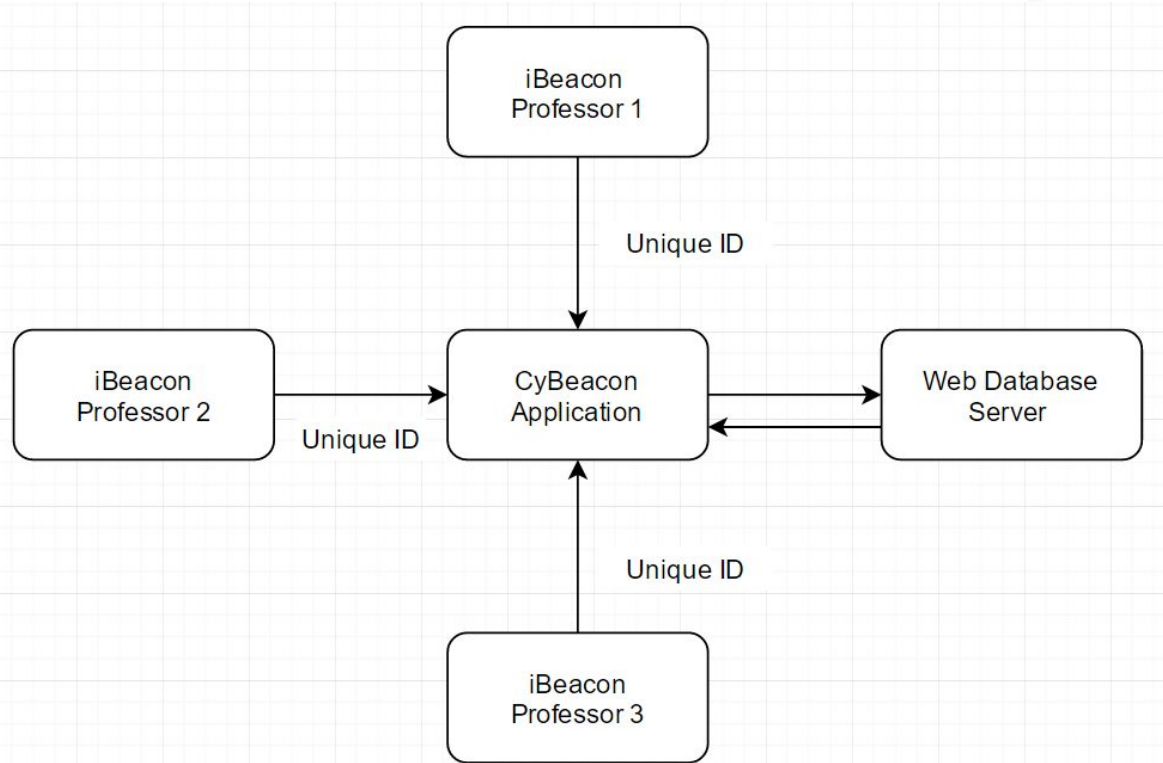 iBeacon
Professor 1
Unique ID
iBeacon
Professor 2
Unique ID
CyBeacon
Application
Web Database
Server
Unique ID
iBeacon
Professor 3